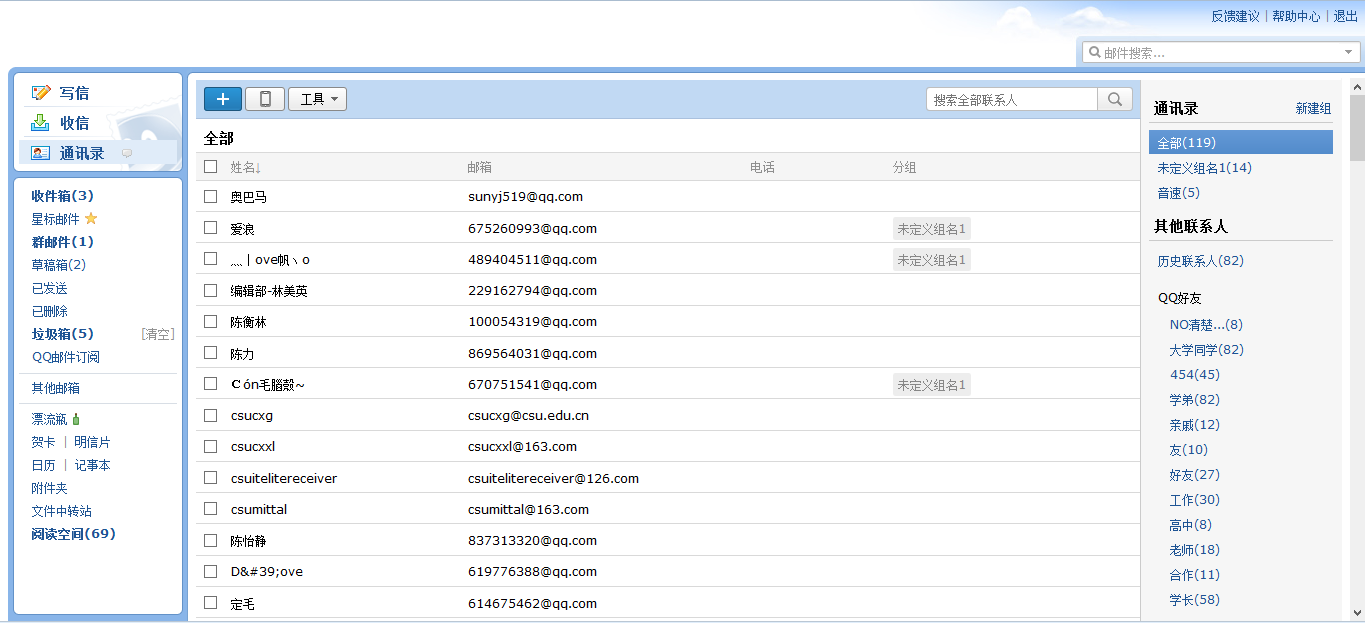 反馈建议 | 帮助中心 | 退出
邮件搜索...
写信
收信
通讯录
收件箱(3)
星标邮件
群邮件(1)
草稿箱(2)
已发送
已删除
垃圾箱(5) [清空]
QQ邮件订阅
其他邮箱
漂流瓶
贺卡 | 明信片
日历 | 记事本
附件夹
文件中转站
阅读空间(69)
+ 工具
搜索全部联系人
全部
姓名↓ 邮箱 电话 分组
奥巴马 sunyj519@qq.com
爱浪 675260993@qq.com 未定义组名1
灬丨ove帆ヽo 489404511@qq.com 未定义组名1
编辑部-林美英 229162794@qq.com
陈衡林 100054319@qq.com
陈力 869564031@qq.com
Ｃón毛腦殼~ 670751541@qq.com 未定义组名1
csucxg csucxg@csu.edu.cn
csucxxl csucxxl@163.com
csuitelitereceiver csuitelitereceiver@126.com
csumittal csumittal@163.com
陈怡静 837313320@qq.com
D&#39;ove 619776388@qq.com
定毛 614675462@qq.com
通讯录 新建组
全部(119)
未定义组名1(14)
音速(5)
其他联系人
历史联系人(82)
QQ好友
NO清楚...(8)
大学同学(82)
454(45)
学弟(82)
亲戚(12)
友(10)
好友(27)
工作(30)
高中(8)
老师(18)
合作(11)
学长(58)